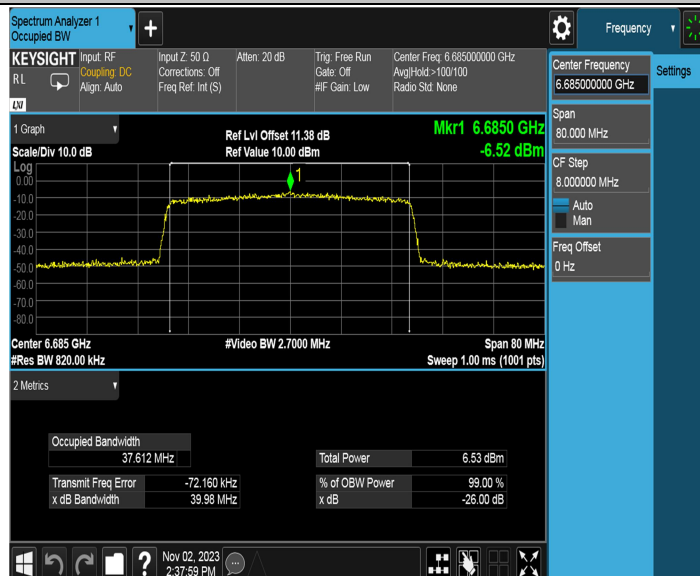 Spectrum Analyzer 1
Occupied BW
+
Frequency
KEYSIGHT
Input: RF
Input Z: 50 Ω
Atten: 20 dB
Trig: Free Run
Center Freq: 6.685000000 GHz
RL
Coupling: DC
Corrections: Off
Gate: Off
Avg|Hold:>100/100
Align: Auto
Freq Ref: Int (S)
#IF Gain: Low
Radio Std: None
LXI
Center Frequency
6.685000000 GHz
Settings
Span
80.000 MHz
CF Step
8.000000 MHz
Auto
Man
Freq Offset
0 Hz
1 Graph
Ref Lvl Offset 11.38 dB
Mkr1 6.6850 GHz
Scale/Div 10.0 dB
Ref Value 10.00 dBm
-6.52 dBm
Log
0.00
1
-10.0
-20.0
-30.0
-40.0
-50.0
-60.0
-70.0
-80.0
Center 6.685 GHz
#Video BW 2.7000 MHz
Span 80 MHz
#Res BW 820.00 kHz
Sweep 1.00 ms (1001 pts)
2 Metrics
Occupied Bandwidth
37.612 MHz
Total Power
6.53 dBm
Transmit Freq Error
-72.160 kHz
% of OBW Power
99.00 %
x dB Bandwidth
39.98 MHz
x dB
-26.00 dB
?
Nov 02, 2023
2:37:59 PM